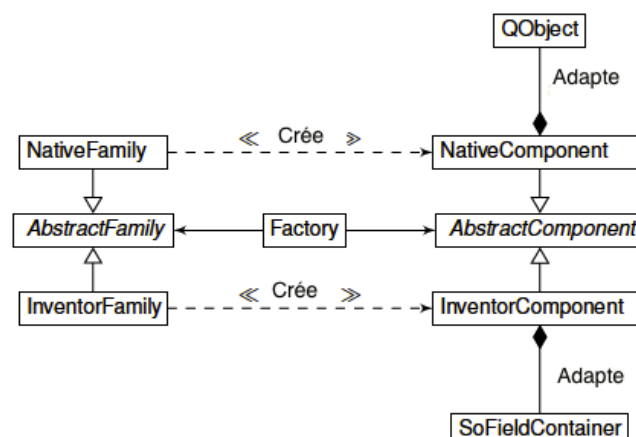 QObject
Adapte
≪ Crée ≫
NativeFamily
NativeComponent
AbstractFamily
Factory
AbstractComponent
≪ Crée ≫
InventorFamily
InventorComponent
Adapte
SoFieldContainer